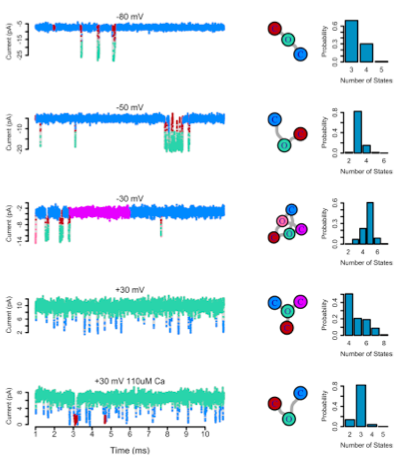 -80 mV
Current (pA)
-5
-15
-25
C
O
C
Probability
0.0
0.2
0.4
0.6
3 4 5
Number of States
-50 mV
Current (pA)
-10
-20
C
C
O
Probability
0.0
0.4
0.8
2 4 6
Number of States
-30 mV
Current (pA)
-2
-8
-14
C
O
C
C
O
Probability
0.0
0.3
0.6
2 4 6
Number of States
+30 mV
Current (pA)
10
6
2
C
C
O
C
Probability
0.0
0.2
0.4
4 6 8
Number of States
+30 mV 110uM Ca
Current (pA)
8
4
0
C
C
O
Probability
0.0
0.4
0.8
1 2 3 4 5 6 7 8 9 10
2 3 4 5
Time (ms)
Number of States